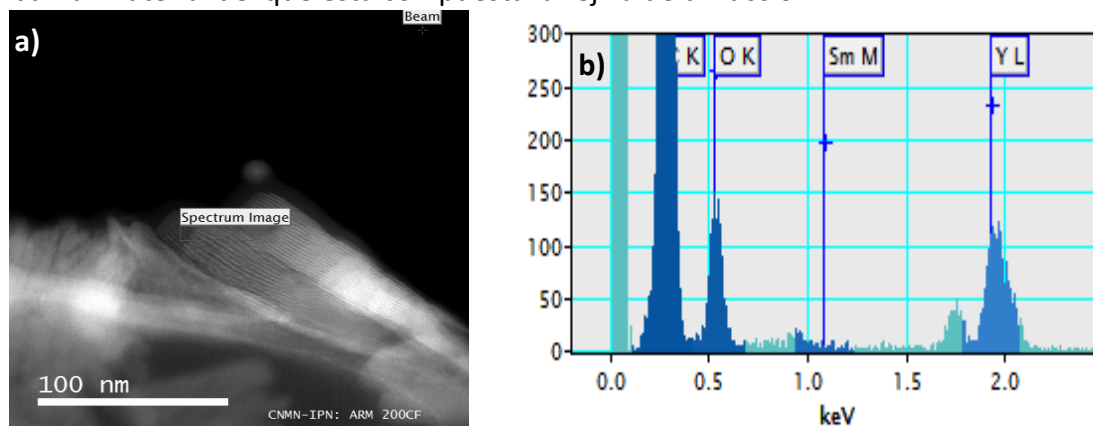 Beam
a)
Spectrum Image
100 nm
CNMN-IPN: ARM 200CF
b)
K
O K
Sm M
Y L
300
250
200
150
100
50
0
0.0 0.5 1.0 1.5 2.0
keV